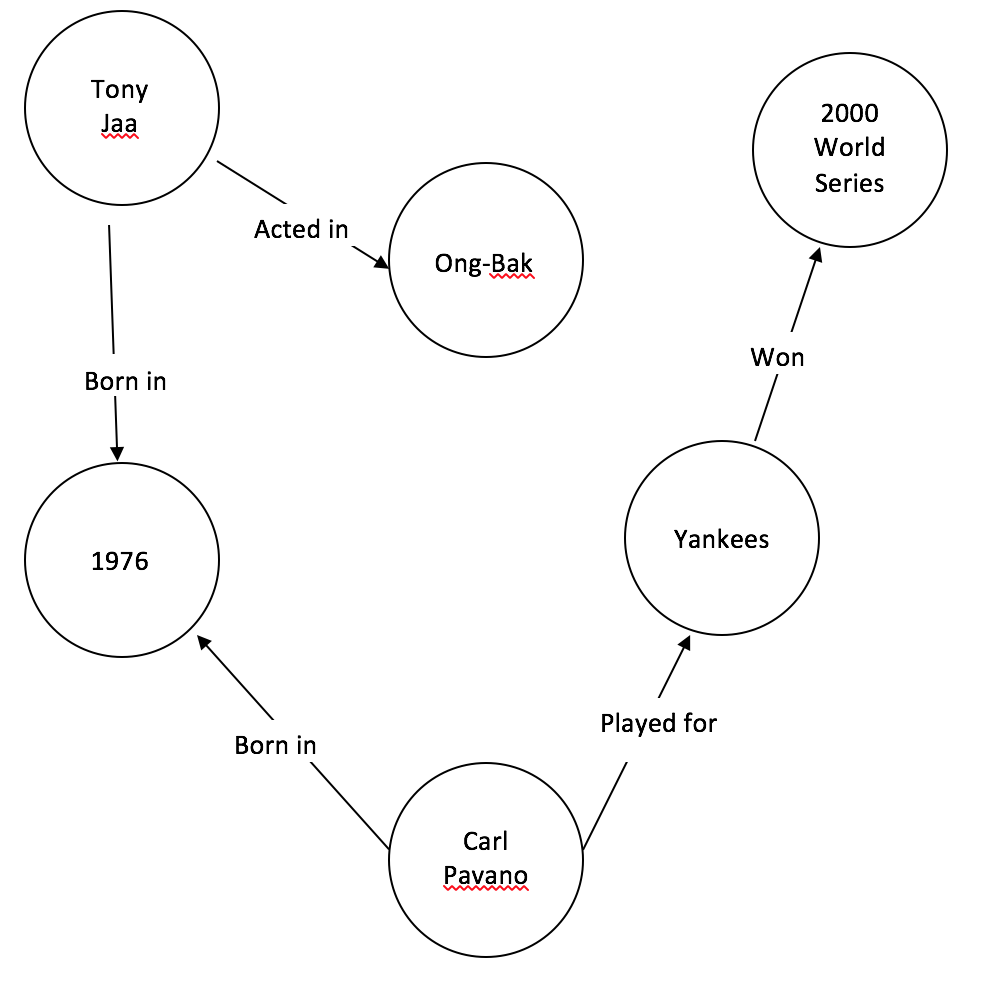 Tony
Jaa
2000
World
Series
Acted in
Ong-Bak
Won
Born in
Yankees
1976
Played for
Born in
Carl
Pavano